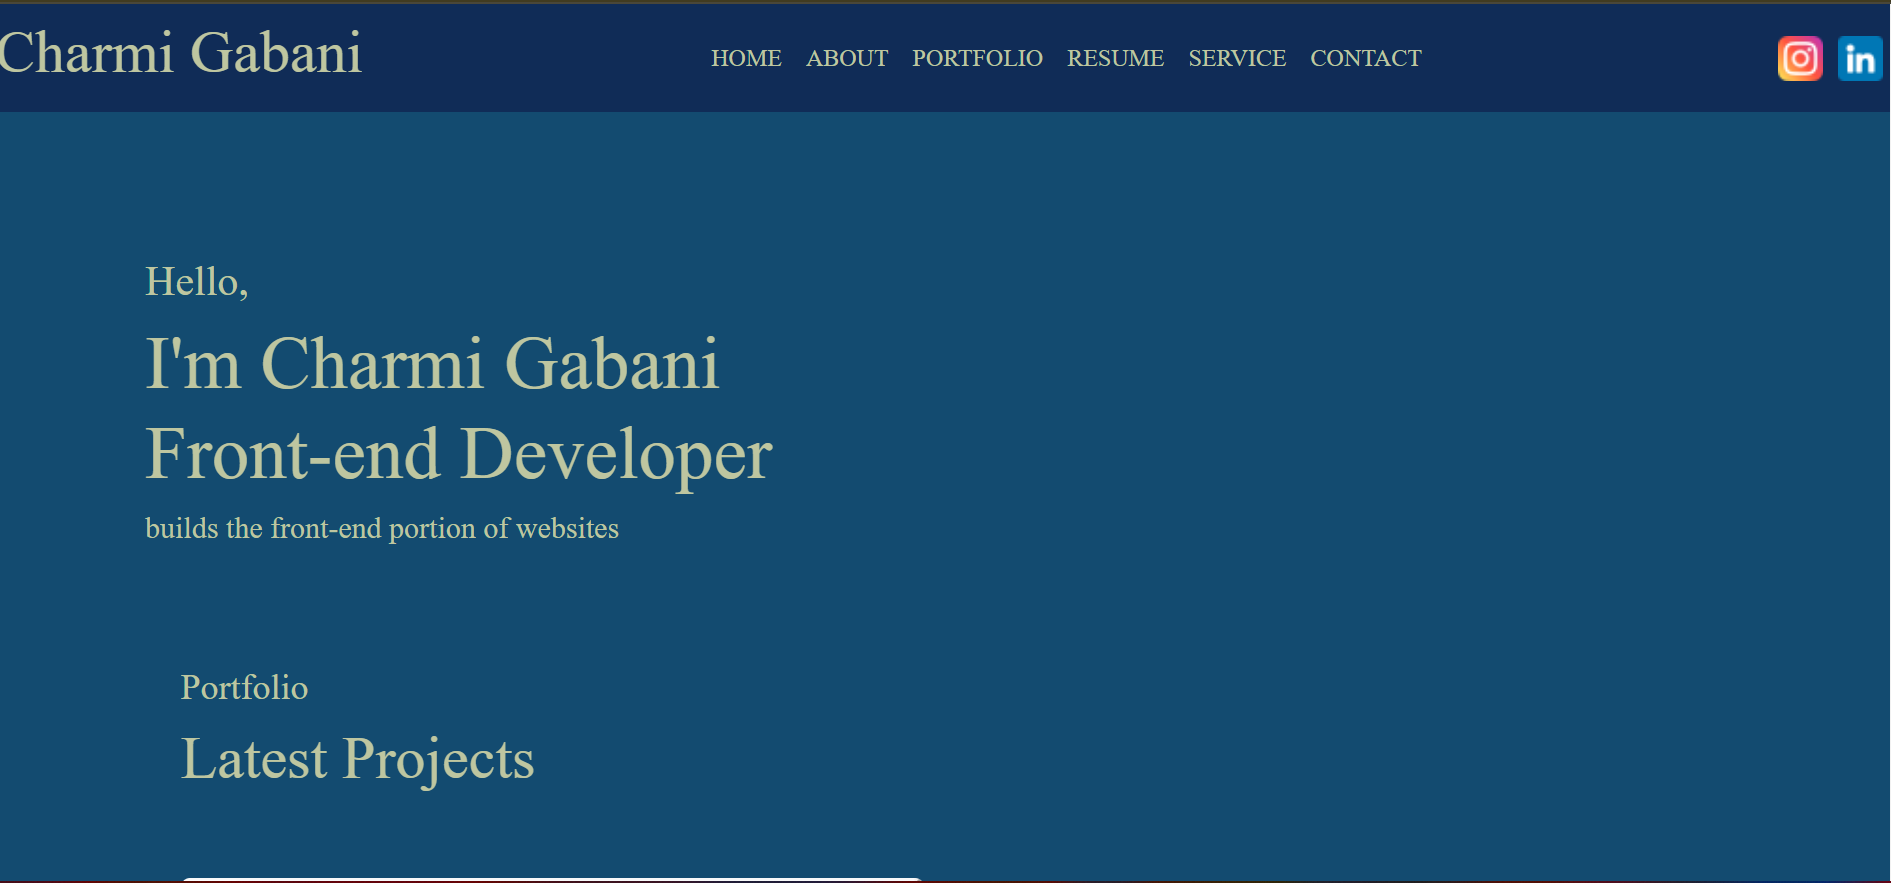 Charmi Gabani
HOME ABOUT PORTFOLIO RESUME SERVICE CONTACT
in
Hello,
I'm Charmi Gabani
Front-end Developer
builds the front-end portion of websites
Portfolio
Latest Projects